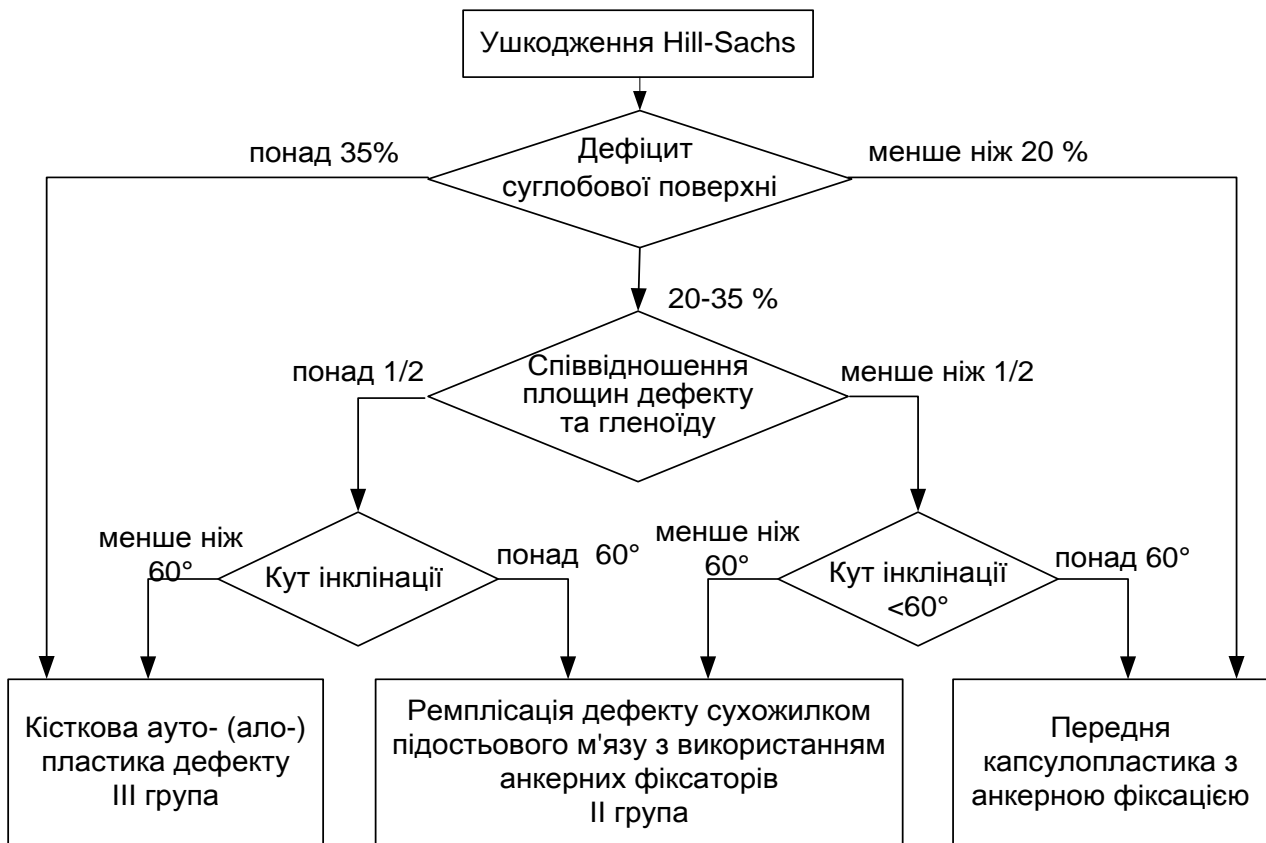 Ушкодження Hill-Sachs
понад 35%
Дефіцит
суглобової поверхні
менше ніж 20 %
20-35 %
понад 1/2
Співвідношення
площин дефекту
та гленоїду
менше ніж 1/2
менше ніж
60°
Кут інклінації
понад 60°
менше ніж
60°
Кут інклінації
<60°
понад 60°
Кісткова ауто- (ало-)
пластика дефекту
III група
Ремплісація дефекту сухожилком
підостьового м'язу з використанням
анкерних фіксаторів
II група
Передня
капсулопластика з
анкерною фіксацією